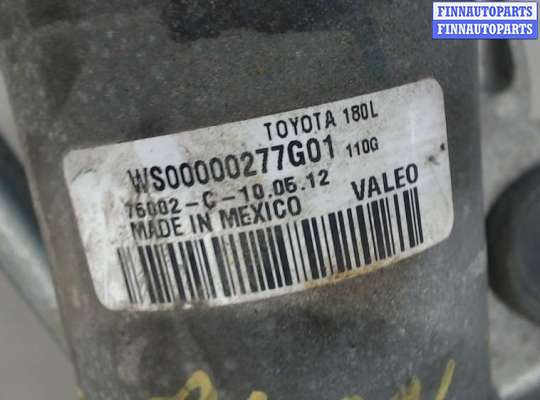 FINNAUTOPARTS
FINNAUTOPARTS
TOYOTA 180L
WS00000277G01 110G
76002-C-10.05.12
MADE IN MEXICO VALEO